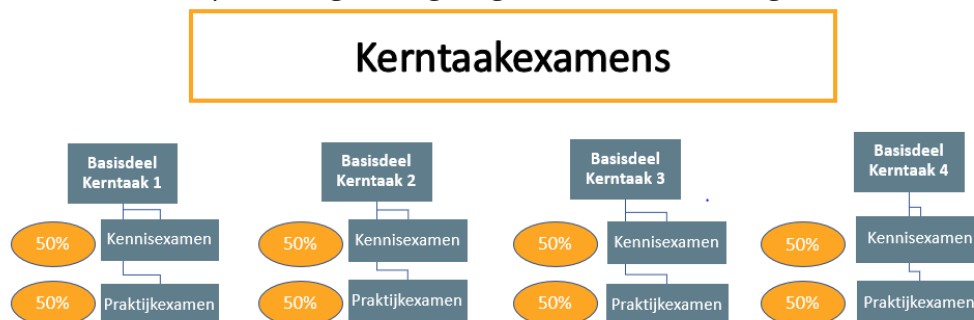 Kerntaakexamens
Basisdeel
Kerntaak 1
50%
Kennisexamen
50%
Praktijkexamen
Basisdeel
Kerntaak 2
50%
Kennisexamen
50%
Praktijkexamen
Basisdeel
Kerntaak 3
50%
Kennisexamen
50%
Praktijkexamen
Basisdeel
Kerntaak 4
50%
Kennisexamen
50%
Praktijkexamen